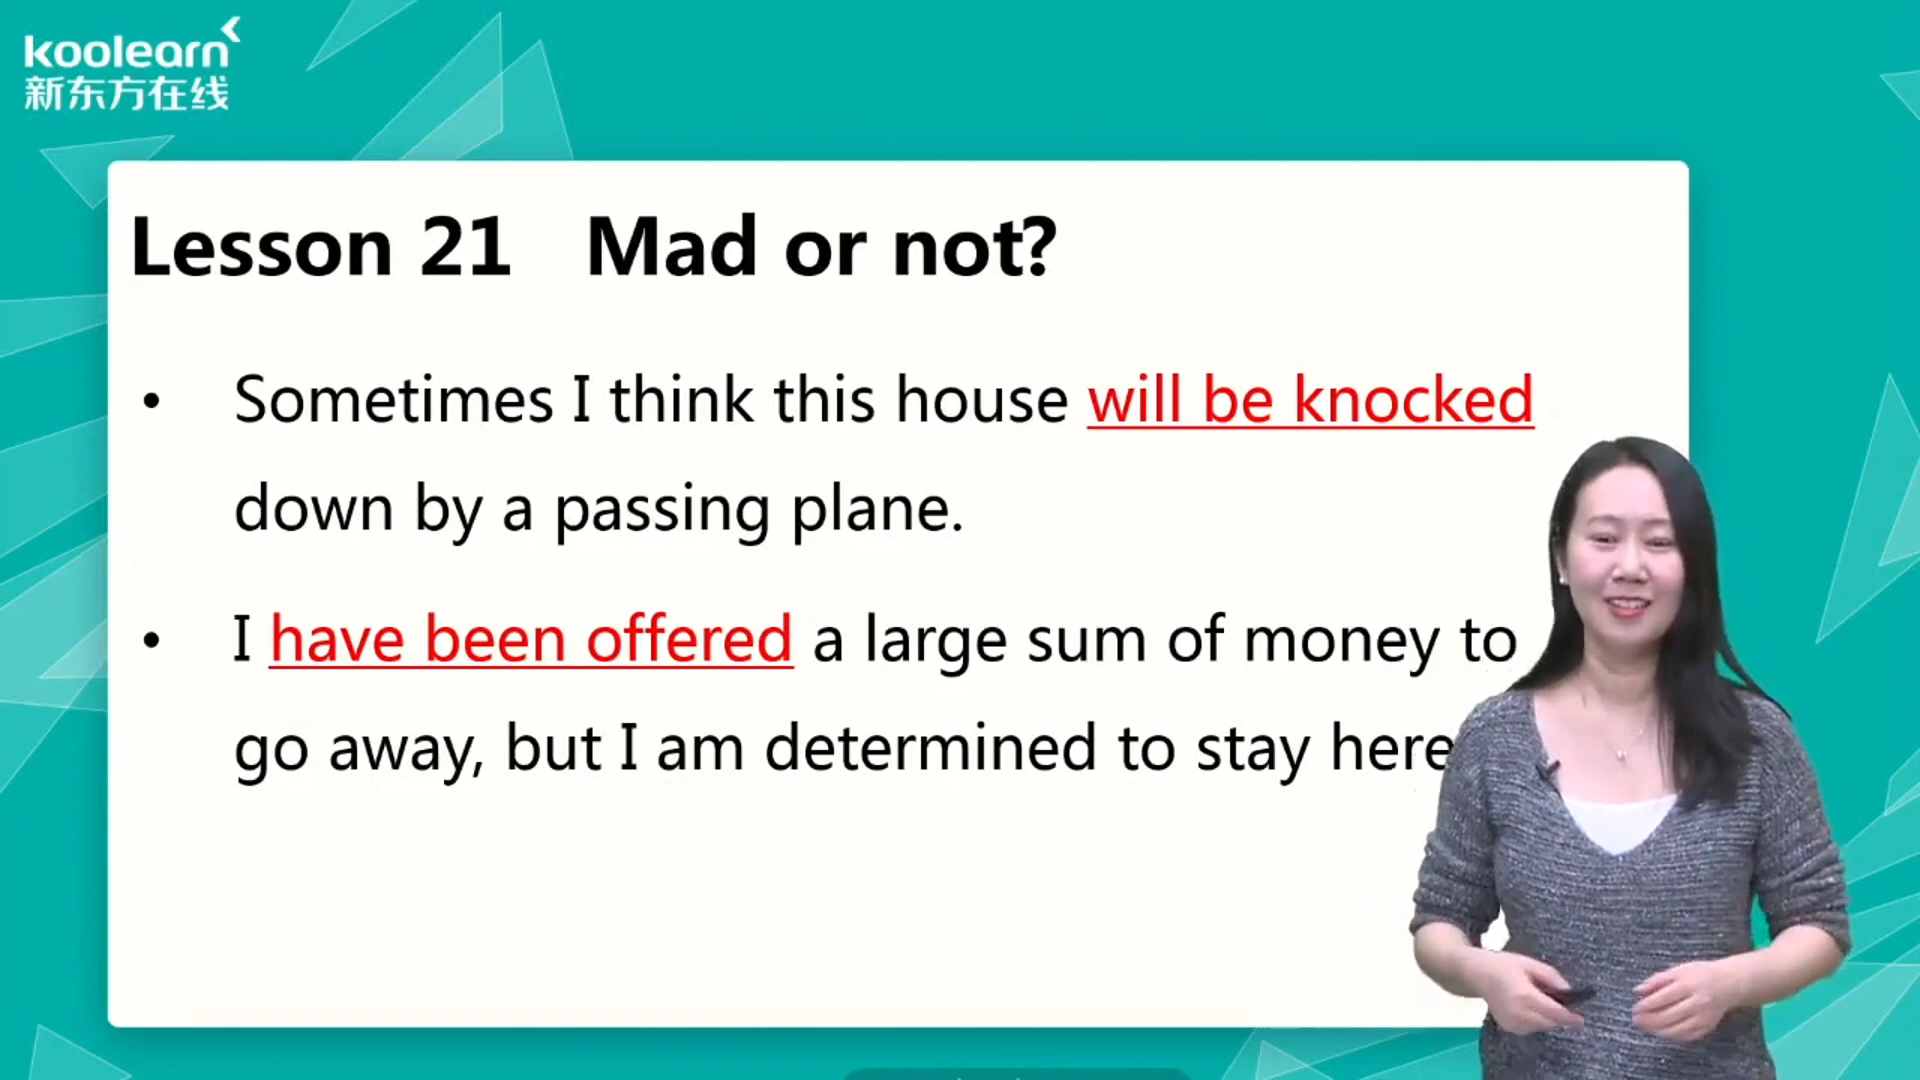 koolearn
新东方在线
Lesson 21 Mad or not?
• Sometimes I think this house will be knocked
down by a passing plane.
• I have been offered a large sum of money to
go away, but I am determined to stay here